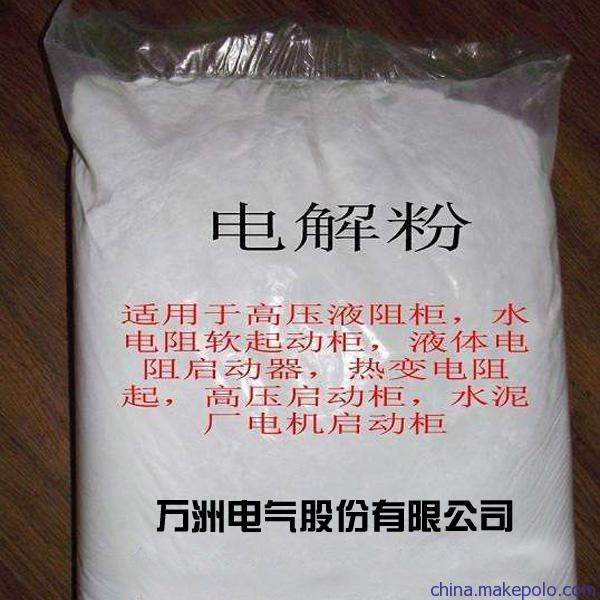 电解粉
适用于高压液阻柜，水
电阻软起动柜，液体电
阻启动器，热变电阻
起，高压启动柜，水泥
厂电机启动柜
万洲电气股份有限公司
china.makepolo.com